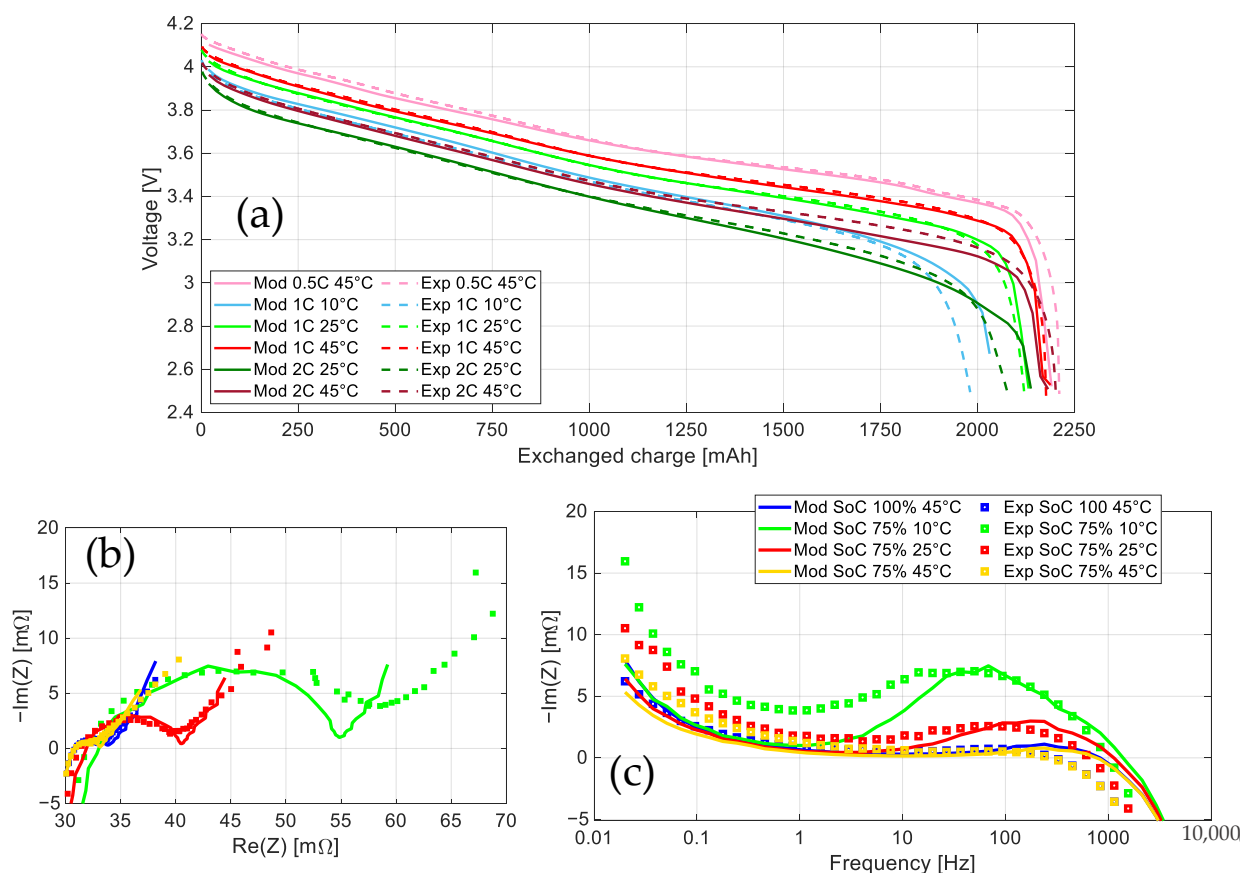 4.2
4
3.8
3.6
3.4
3.2
3
2.8
2.6
2.4
Voltage [V]
(a)
Mod 0.5C 45°C Exp 0.5C 45°C
Mod 1C 10°C Exp 1C 10°C
Mod 1C 25°C Exp 1C 25°C
Mod 1C 45°C Exp 1C 45°C
Mod 2C 25°C Exp 2C 25°C
Mod 2C 45°C Exp 2C 45°C
0 250 500 750 1000 1250 1500 1750 2000 2250
Exchanged charge [mAh]
20
15
10
5
0
-5
−Im(Z) [mΩ]
(b)
30 35 40 45 50 55 60 65 70
Re(Z) [mΩ]
Mod SoC 100% 45°C Exp SoC 100 45°C
Mod SoC 75% 10°C Exp SoC 75% 10°C
Mod SoC 75% 25°C Exp SoC 75% 25°C
Mod SoC 75% 45°C Exp SoC 75% 45°C
20
15
10
5
0
-5
−Im(Z) [mΩ]
(c)
0.01 0.1 1 10 100 1000 10,000
Frequency [Hz]